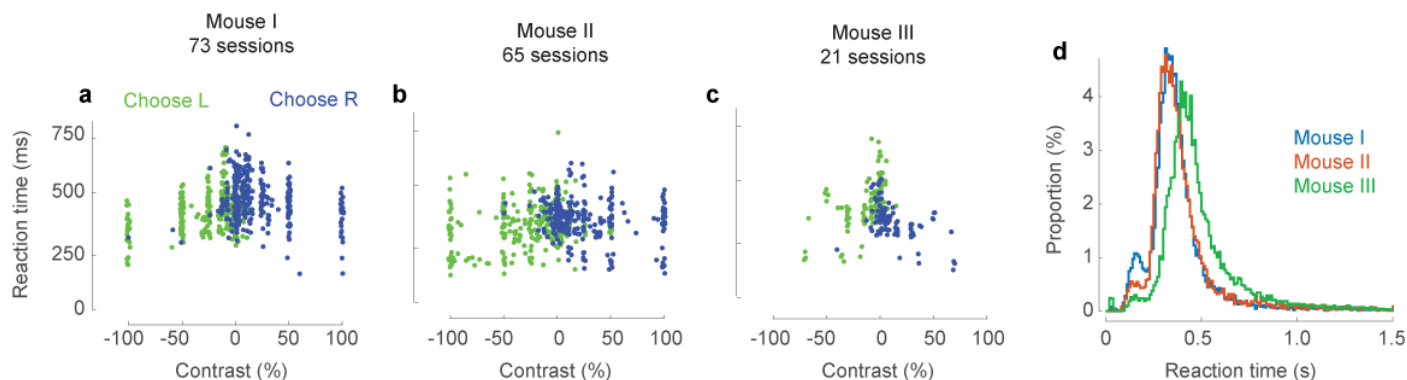 Mouse I
73 sessions
Mouse II
65 sessions
Mouse III
21 sessions
a
Choose L
Choose R
b
c
d
Reaction time (ms)
750
500
250
0
-100
-50
0
50
100
Contrast (%)
-100
-50
0
50
100
Contrast (%)
-100
-50
0
50
100
Contrast (%)
Proportion (%)
4
3
2
1
0
Mouse I
Mouse II
Mouse III
0
0.5
1.0
1.5
Reaction time (s)